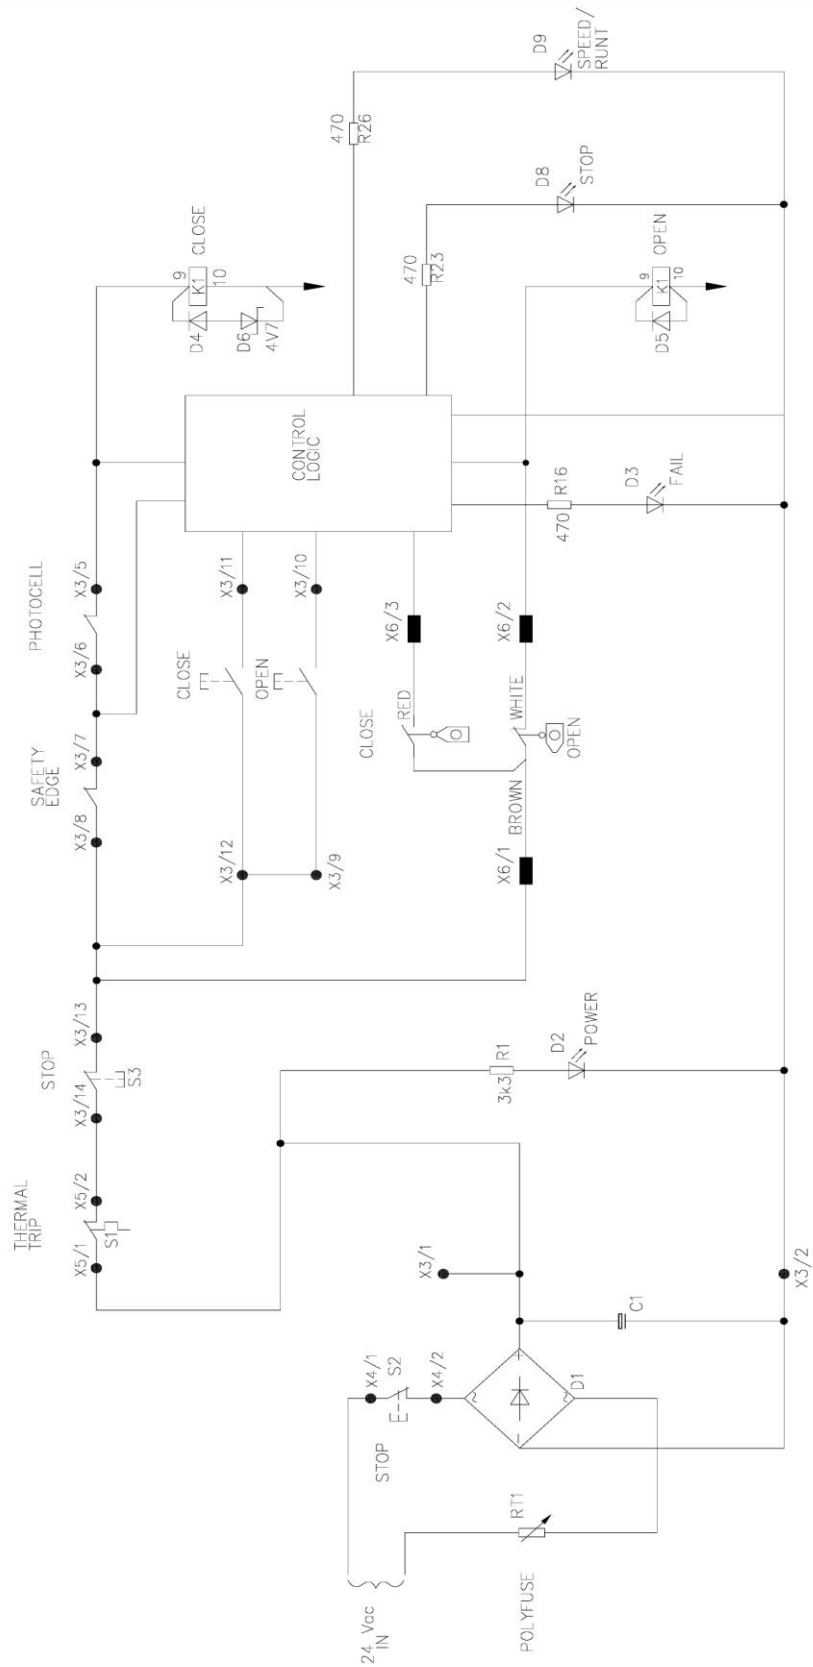 THERMAL
TRIP
STOP
SAFETY
EDGE
PHOTOCELL
X5/1
X5/2
S1
X3/14
S3
X3/13
X3/8
X3/7
X3/6
X3/5
9
K1
10
CLOSE
D4
D6
4V7
X3/12
CLOSE
X3/11
X3/9
OPEN
X3/10
CONTROL
LOGIC
470
R26
D9
SPEED/
RUNT
470
R23
D8
STOP
CLOSE
RED
X6/3
X6/1
BROWN
WHITE
X6/2
OPEN
470
R16
D3
FAIL
OPEN
9
K1
10
D5
24 Vac
IN
STOP
X4/1
S2
X4/2
X3/1
POLYFUSE
RT1
D1
C1
3k3
R1
D2
POWER
X3/2